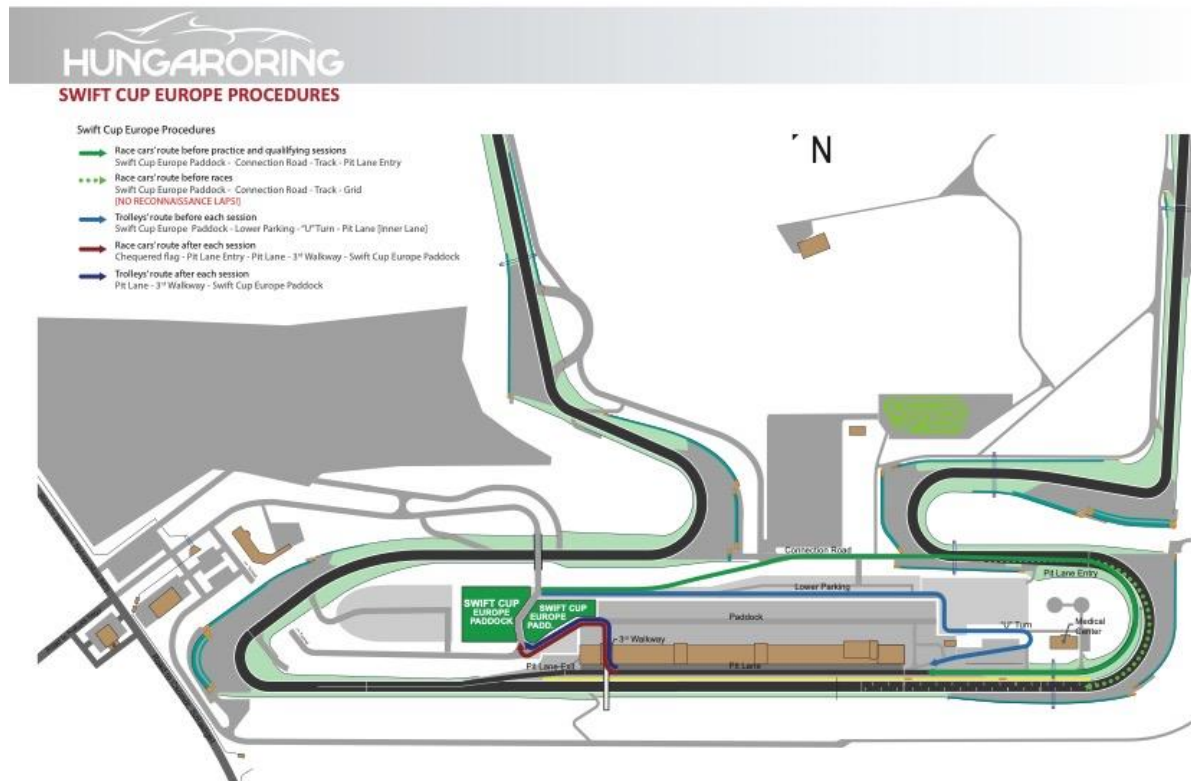 HUNGARORING
SWIFT CUP EUROPE PROCEDURES
Swift Cup Europe Procedures
Race cars' route before practice and qualifying sessions
Swift Cup Europe Paddock - Connection Road - Track - Pit Lane Entry
Race cars' route before races
Swift Cup Europe Paddock - Connection Road - Track - Grid
[NO RECONNAISSANCE LAPS!]
Trolleys' route before each session
Swift Cup Europe Paddock - Lower Parking - "U" Turn - Pit Lane [Inner Lane]
Race cars' route after each session
Chequered flag - Pit Lane Entry - Pit Lane - 3rd Walkway - Swift Cup Europe Paddock
Trolleys' route after each session
Pit Lane - 3rd Walkway - Swift Cup Europe Paddock
N
Connection Road
Pit Lane Entry
Lower Parking
SWIFT CUP
EUROPE
PADDOCK
SWIFT CUP
EUROPE
PADD.
Paddock
"U" Turn
Medical
Center
3rd Walkway
Pit Lane Exit
Pit Lane